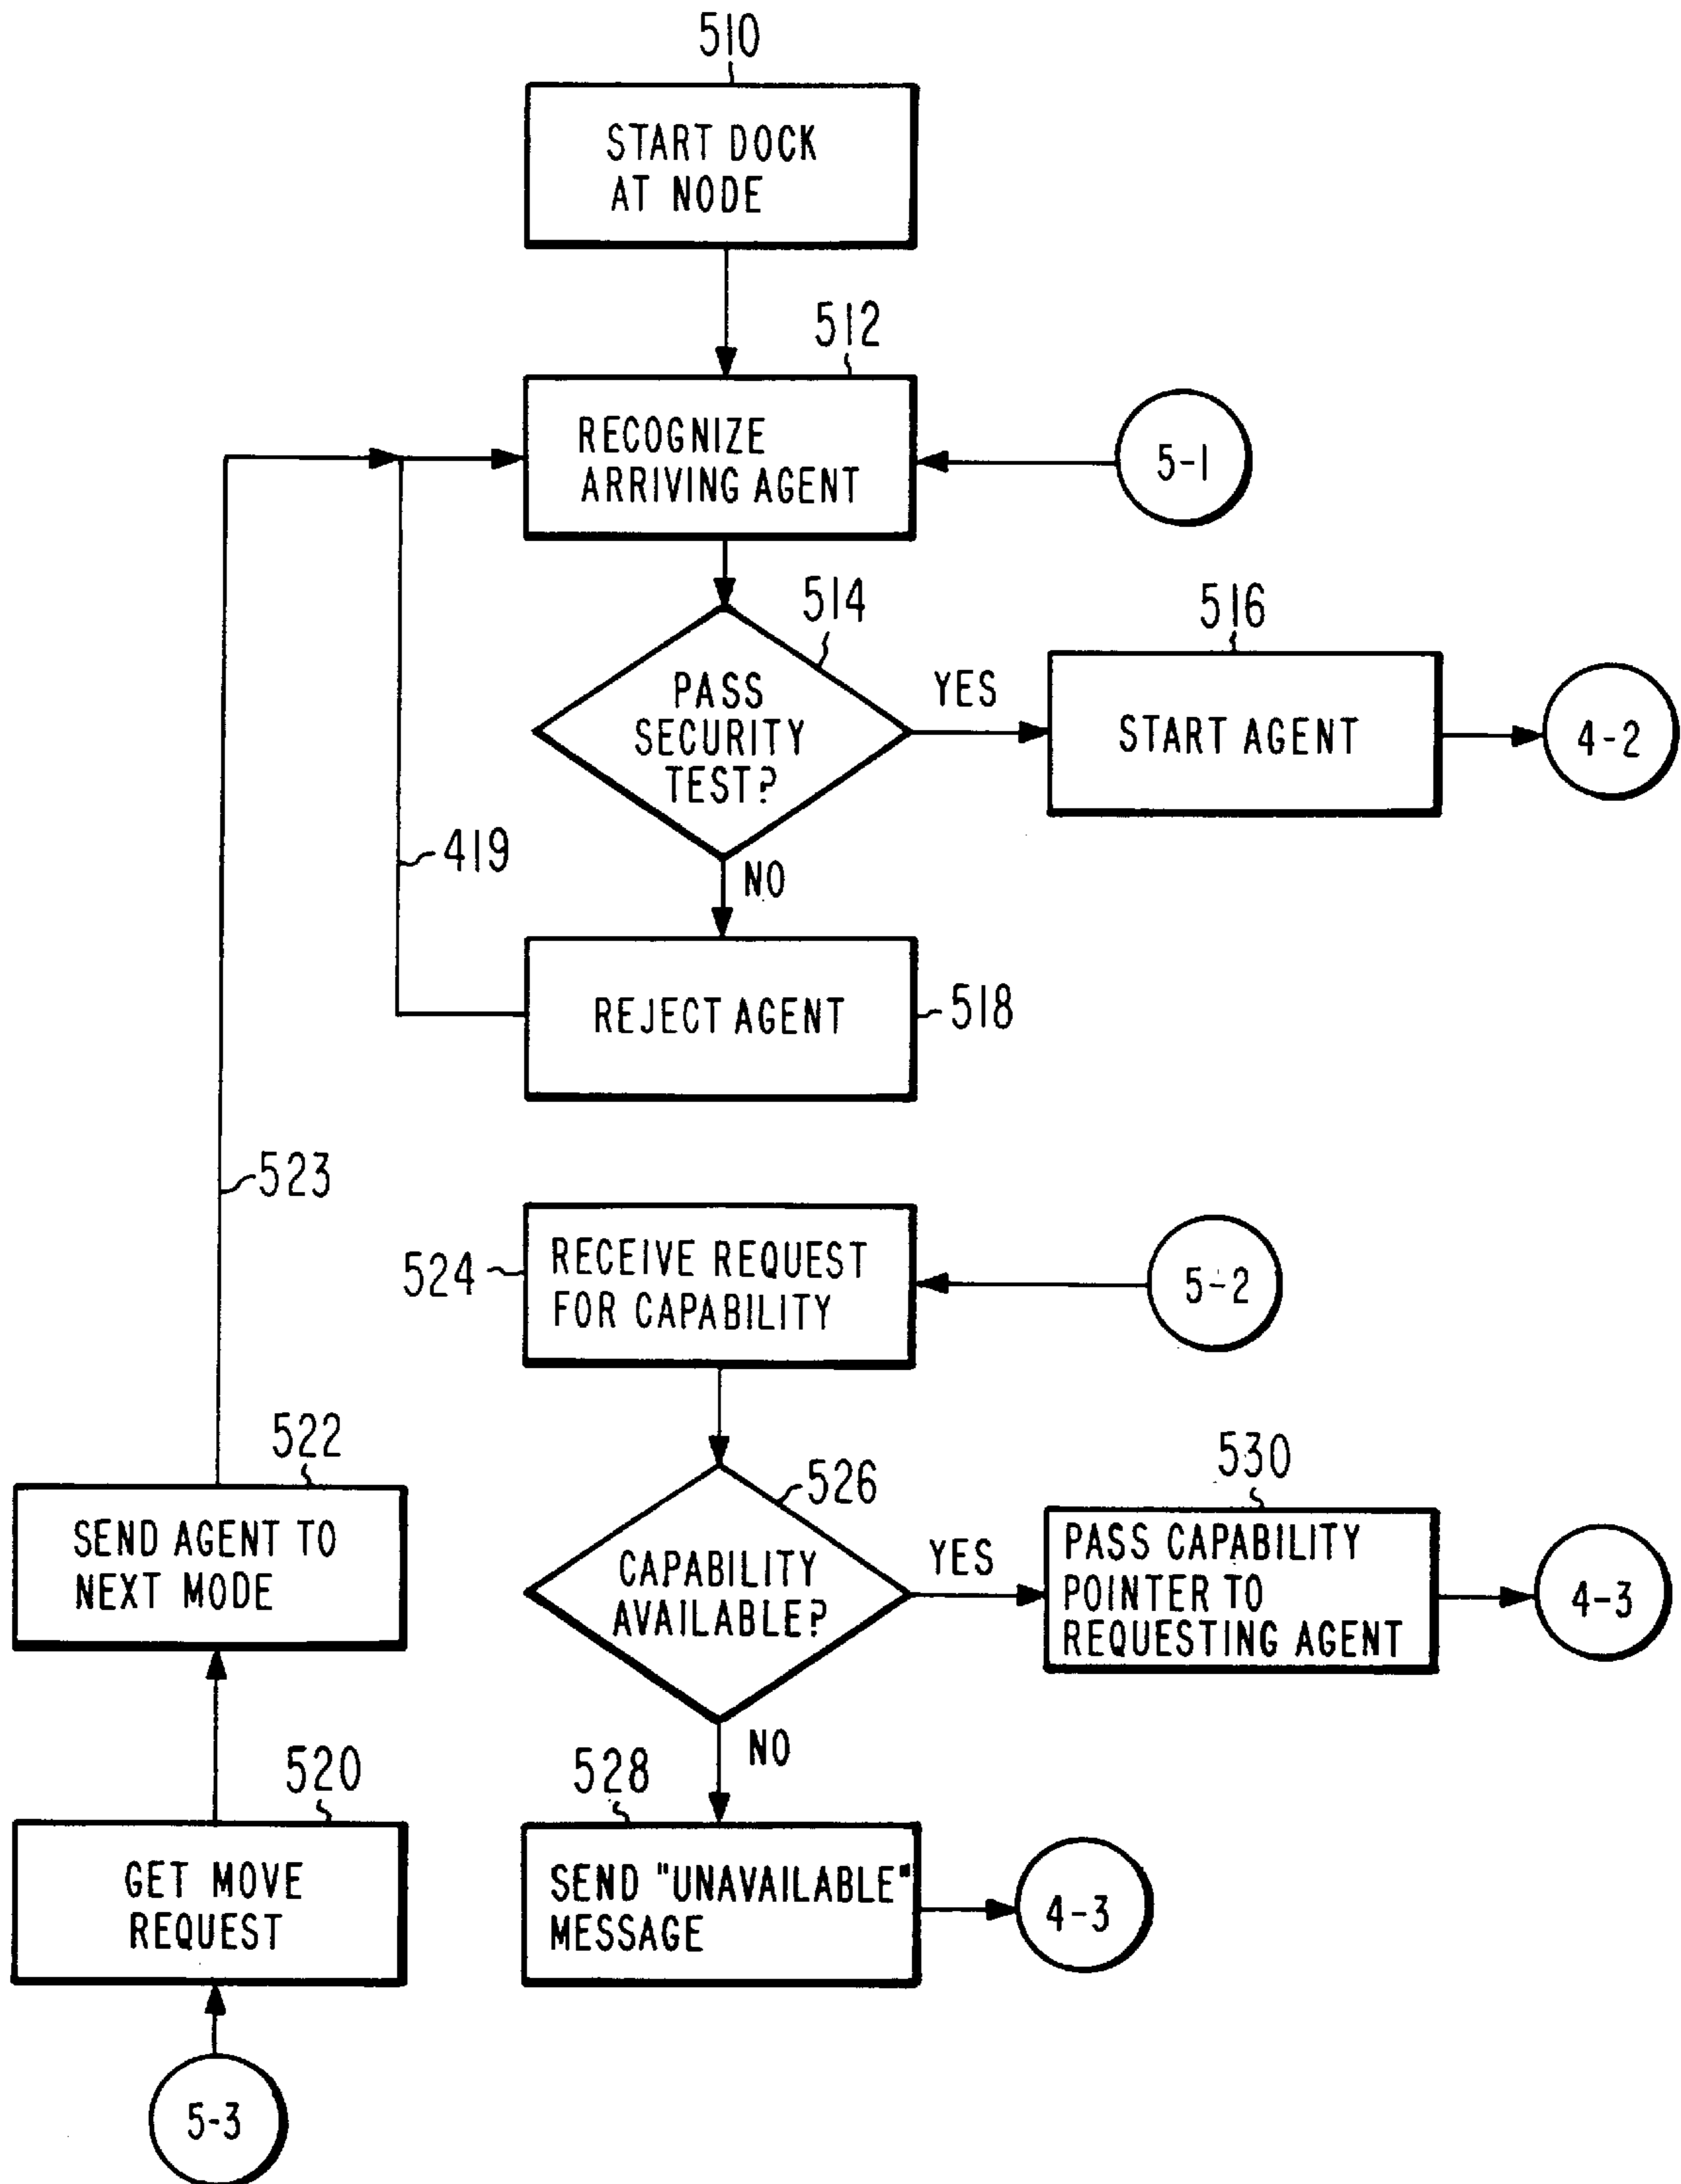 510
START DOCK
AT NODE
512
RECOGNIZE
ARRIVING AGENT
5-1
514
PASS
SECURITY
TEST?
YES
516
START AGENT
4-2
419
NO
REJECT AGENT
518
523
524
RECEIVE REQUEST
FOR CAPABILITY
5-2
522
SEND AGENT TO
NEXT MODE
526
CAPABILITY
AVAILABLE?
YES
530
PASS CAPABILITY
POINTER TO
REQUESTING AGENT
4-3
NO
520
GET MOVE
REQUEST
528
SEND "UNAVAILABLE"
MESSAGE
4-3
5-3